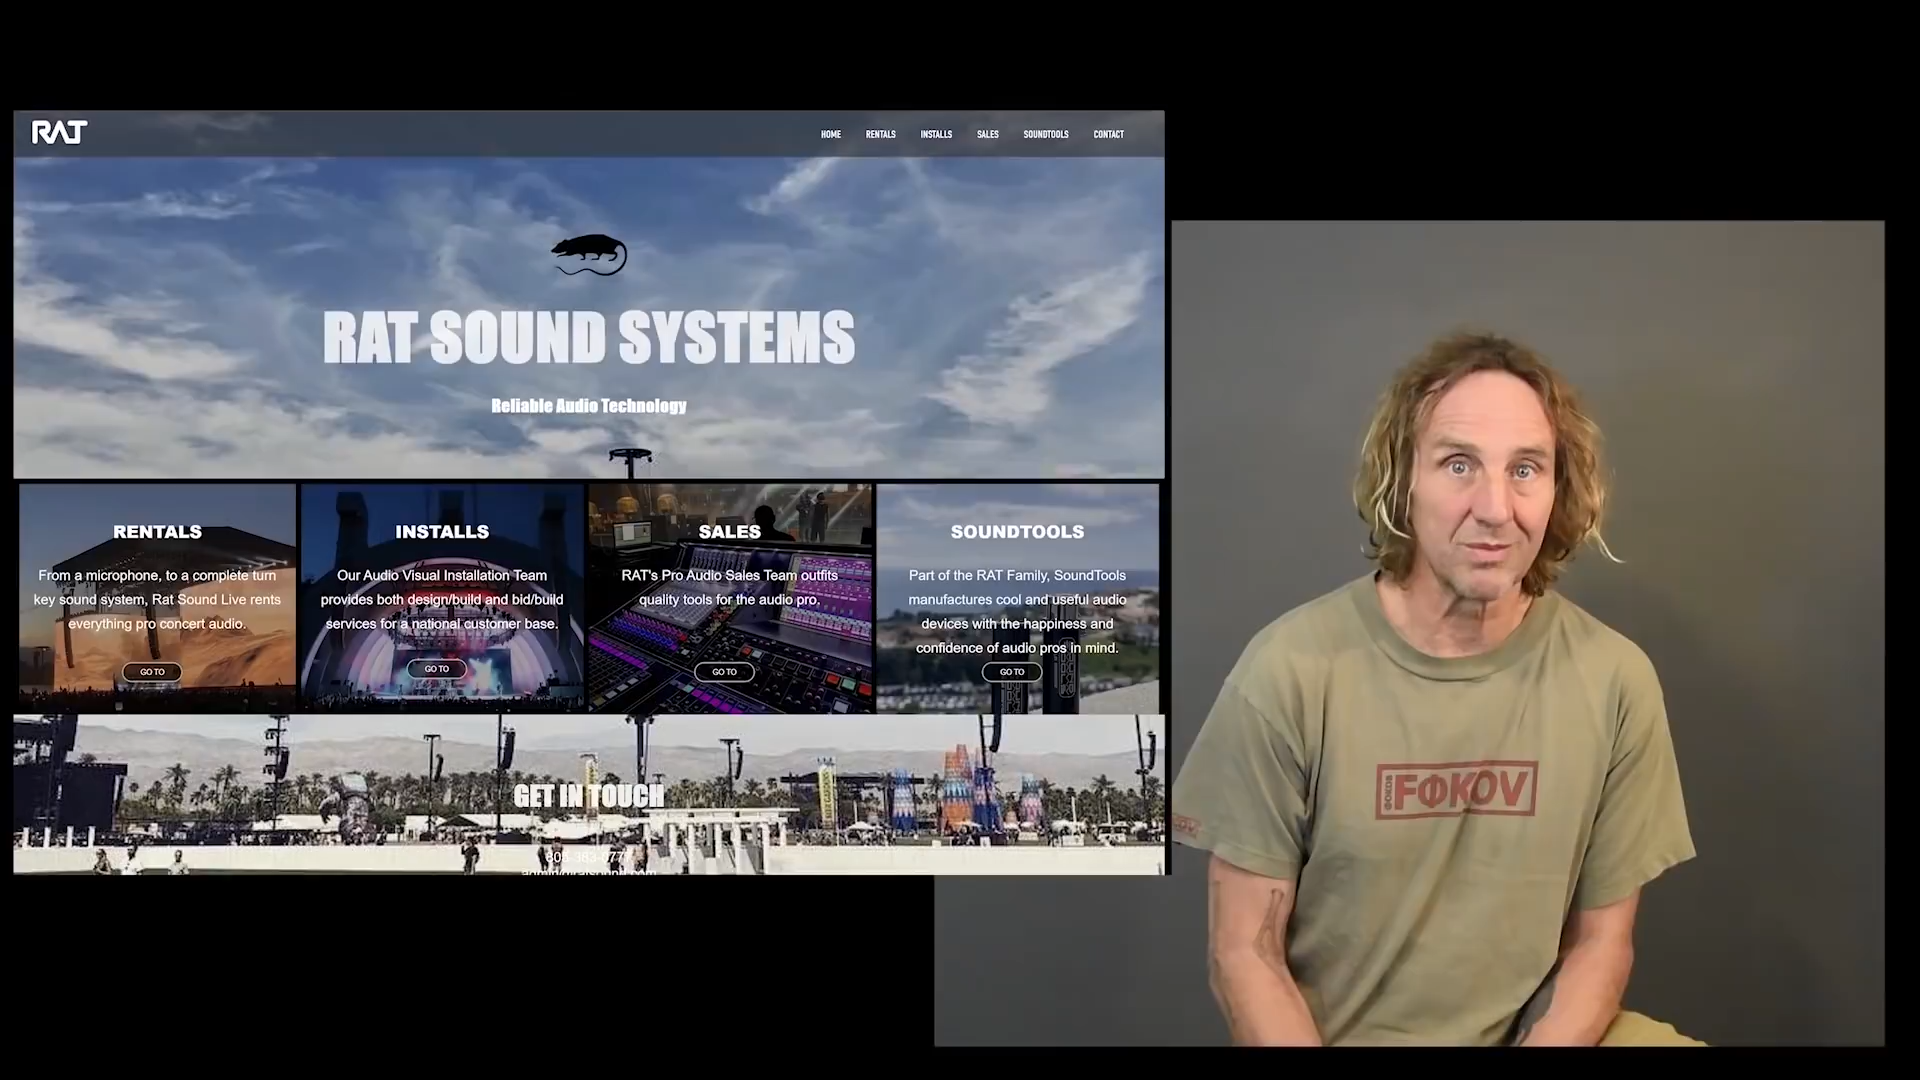 RAT
HOME RENTALS INSTALLS SALES SOUNDTOOLS CONTACT
RAT SOUND SYSTEMS
Reliable Audio Technology
RENTALS
From a microphone, to a complete turn
key sound system, Rat Sound Live rents
everything pro concert audio.
GO TO
INSTALLS
Our Audio Visual Installation Team
provides both design/build and bid/build
services for a national customer base.
GO TO
SALES
RAT's Pro Audio Sales Team outfits
quality tools for the audio pro.
GO TO
SOUNDTOOLS
Part of the RAT Family, SoundTools
manufactures cool and useful audio
devices with the happiness and
confidence of audio pros in mind.
GO TO
GET IN TOUCH
FФKOV